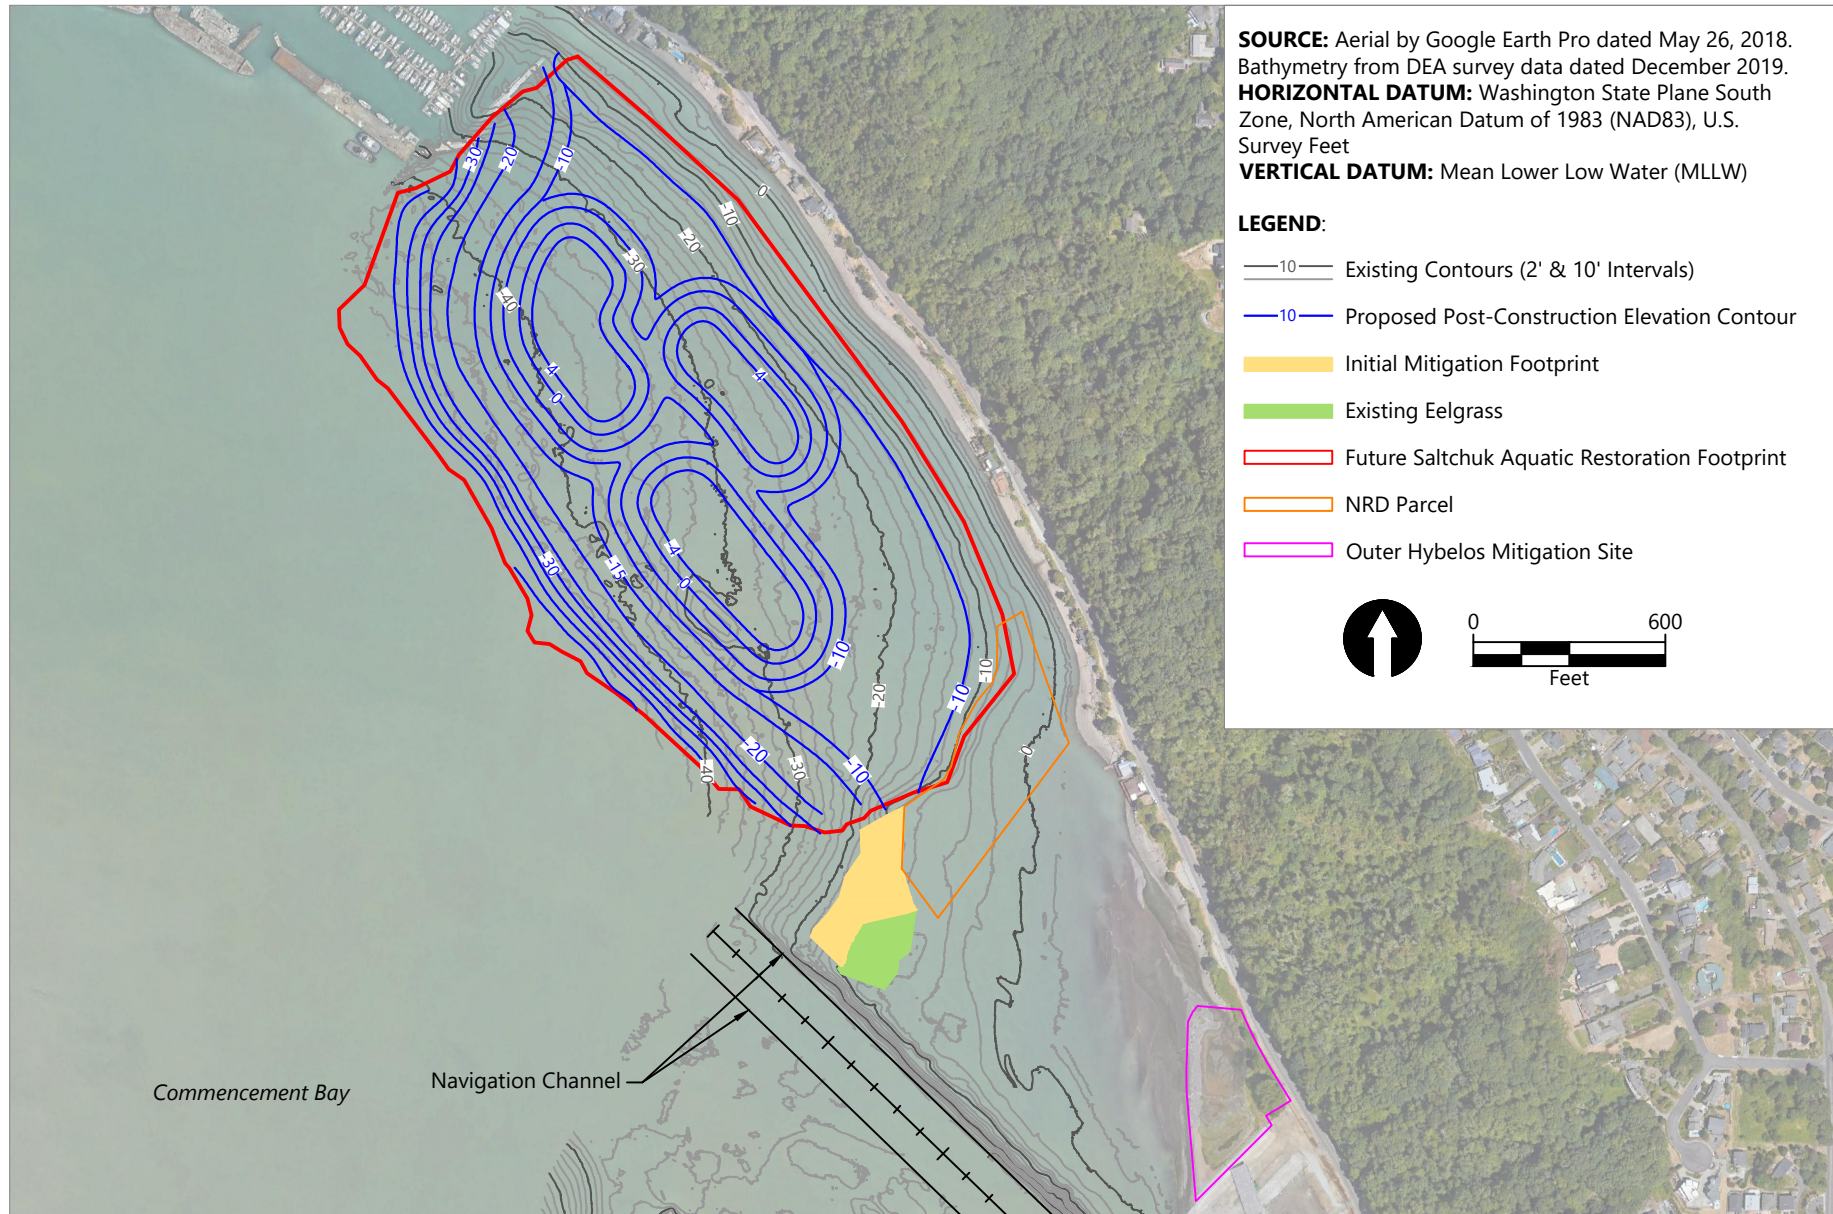 SOURCE: Aerial by Google Earth Pro dated May 26, 2018.
Bathymetry from DEA survey data dated December 2019.
HORIZONTAL DATUM: Washington State Plane South
Zone, North American Datum of 1983 (NAD83), U.S.
Survey Feet
VERTICAL DATUM: Mean Lower Low Water (MLLW)
LEGEND:
10 Existing Contours (2' & 10' Intervals)
10 Proposed Post-Construction Elevation Contour
Initial Mitigation Footprint
Existing Eelgrass
Future Saltchuk Aquatic Restoration Footprint
NRD Parcel
Outer Hybelos Mitigation Site
0 600
Feet
-30
-20
-10
0
-10
-20
-30
-40
-4
0
-4
-30
-15
-4
0
-10
-10
-20
-10
0
-20
-10
-30
-40
Navigation Channel
Commencement Bay